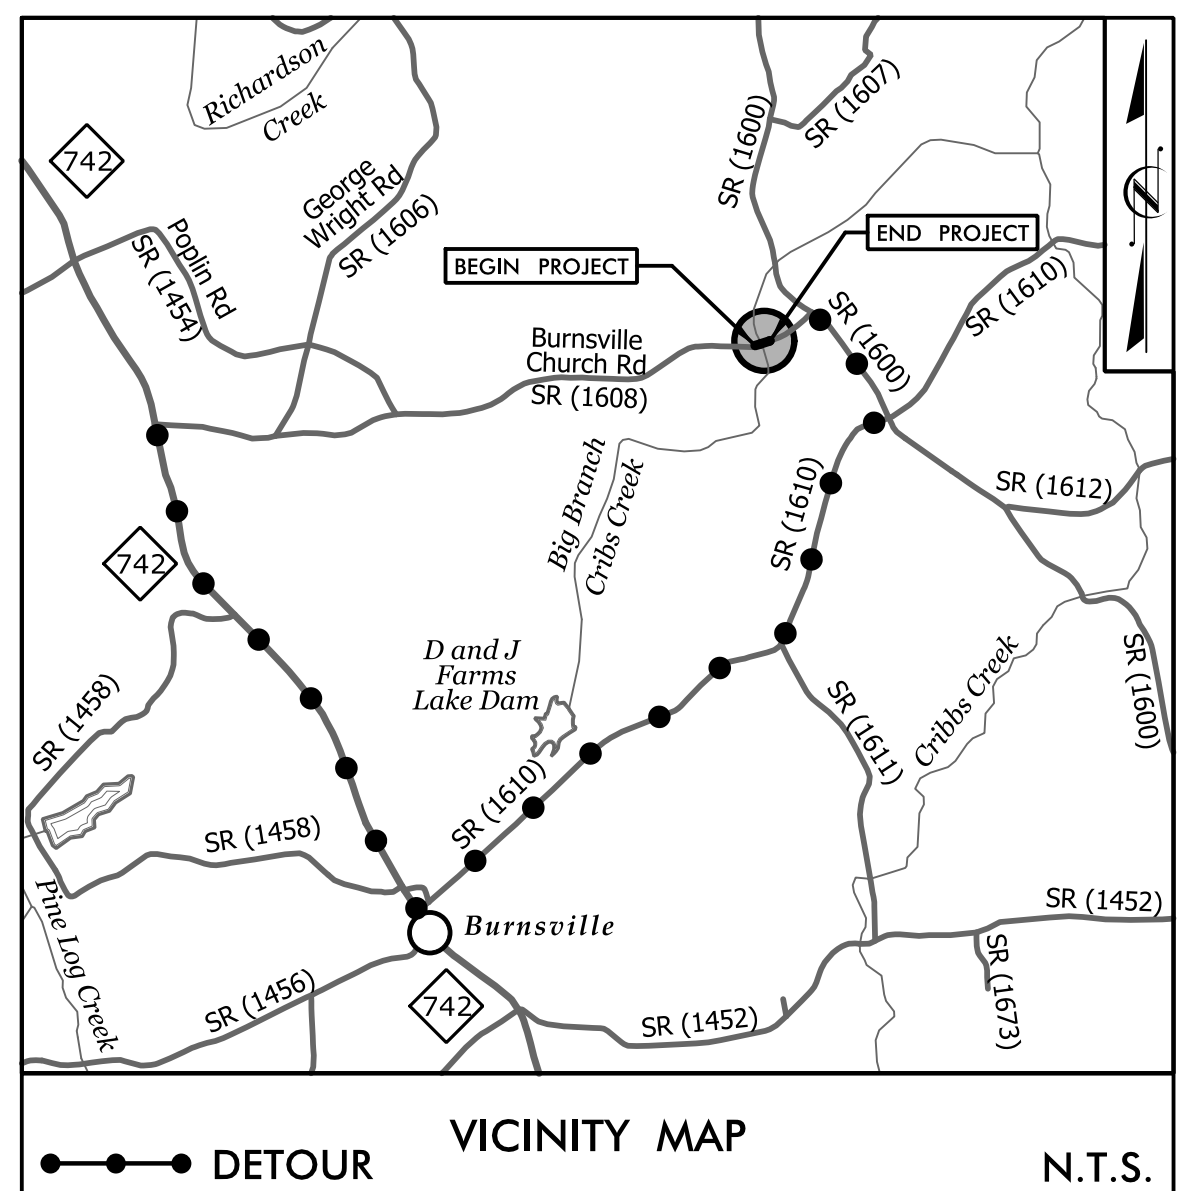 Richardson
Creek
SR (1600)
SR (1607)
742
George
Wright Rd
SR (1606)
Poplin Rd
SR (1454)
END PROJECT
BEGIN PROJECT
N
SR (1610)
SR (1600)
Burnsville
Church Rd
SR (1608)
Big Branch
Cribs Creek
SR (1610)
SR (1612)
742
D and J
Farms
Lake Dam
SR (1458)
SR (1611)
Cribbs Creek
SR (1600)
SR (1610)
SR (1458)
Pine Log Creek
Burnsville
SR (1452)
SR (1673)
SR (1456)
742
SR (1452)
VICINITY MAP
DETOUR
N.T.S.